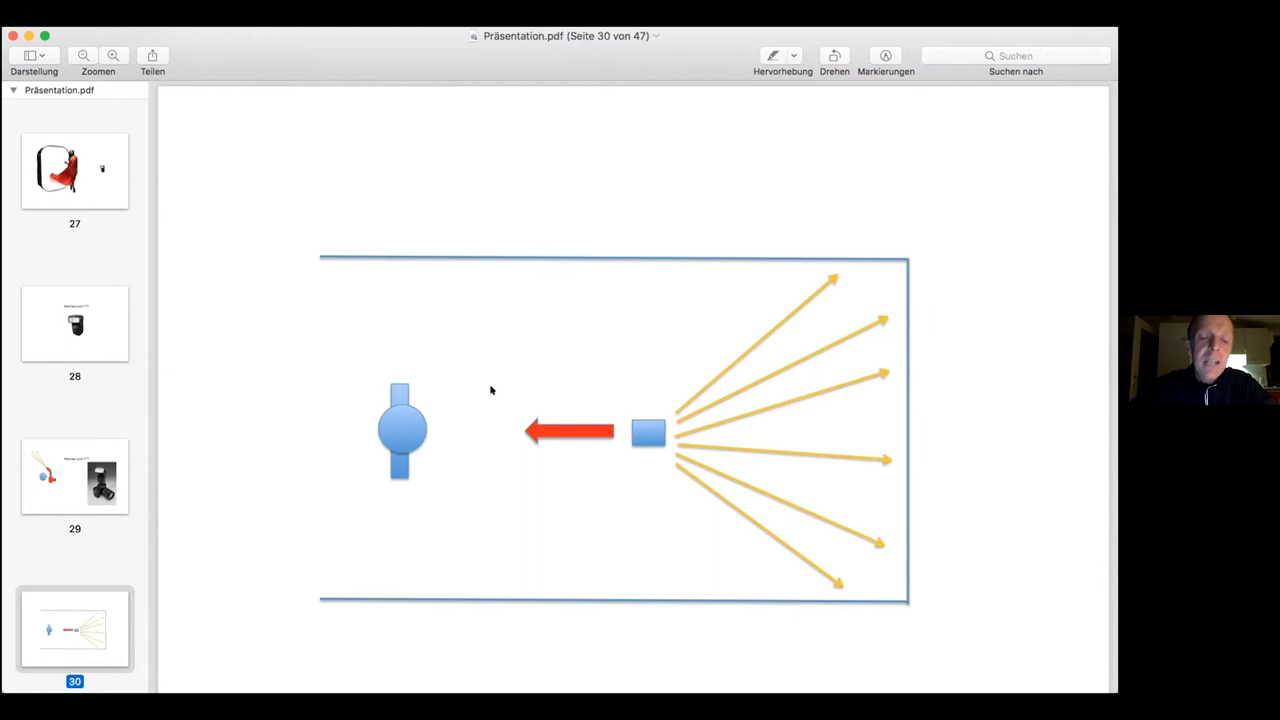 Präsentation.pdf (Seite 30 von 47)
Darstellung
Zoomen
Teilen
Hervorhebung
Drehen
Markierungen
Suchen
Suchen nach
Präsentation.pdf
27
28
29
30